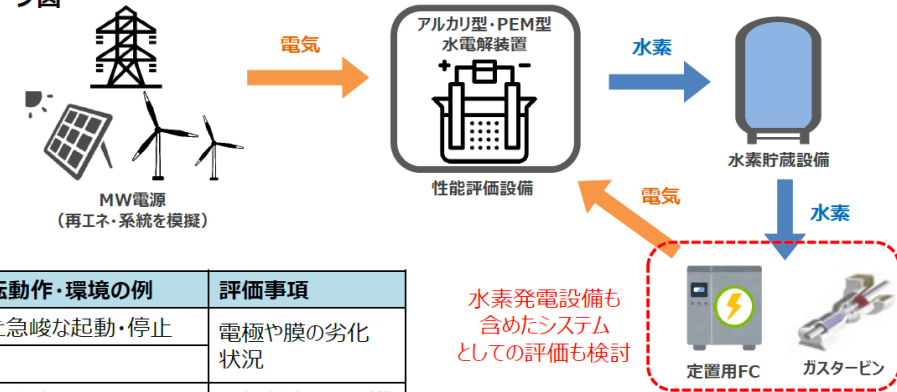 アルカリ型・PEM型
水電解装置
電気
水素
性能評価設備
水素貯蔵設備
MW電源
(再エネ・系統を模擬)
電気
水素
転動作・環境の例
評価事項
急峻な起動・停止
電極や膜の劣化
状況
水素発電設備も
含めたシステム
としての評価も検討
定置用FC
ガスタービン